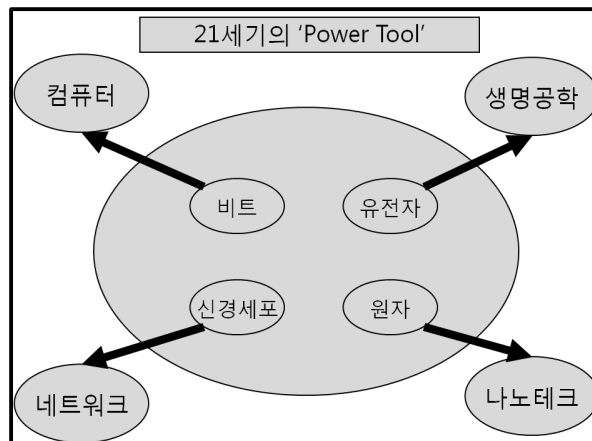 21세기의 ‘Power Tool’
컴퓨터
생명공학
비트
유전자
신경세포
원자
네트워크
나노테크